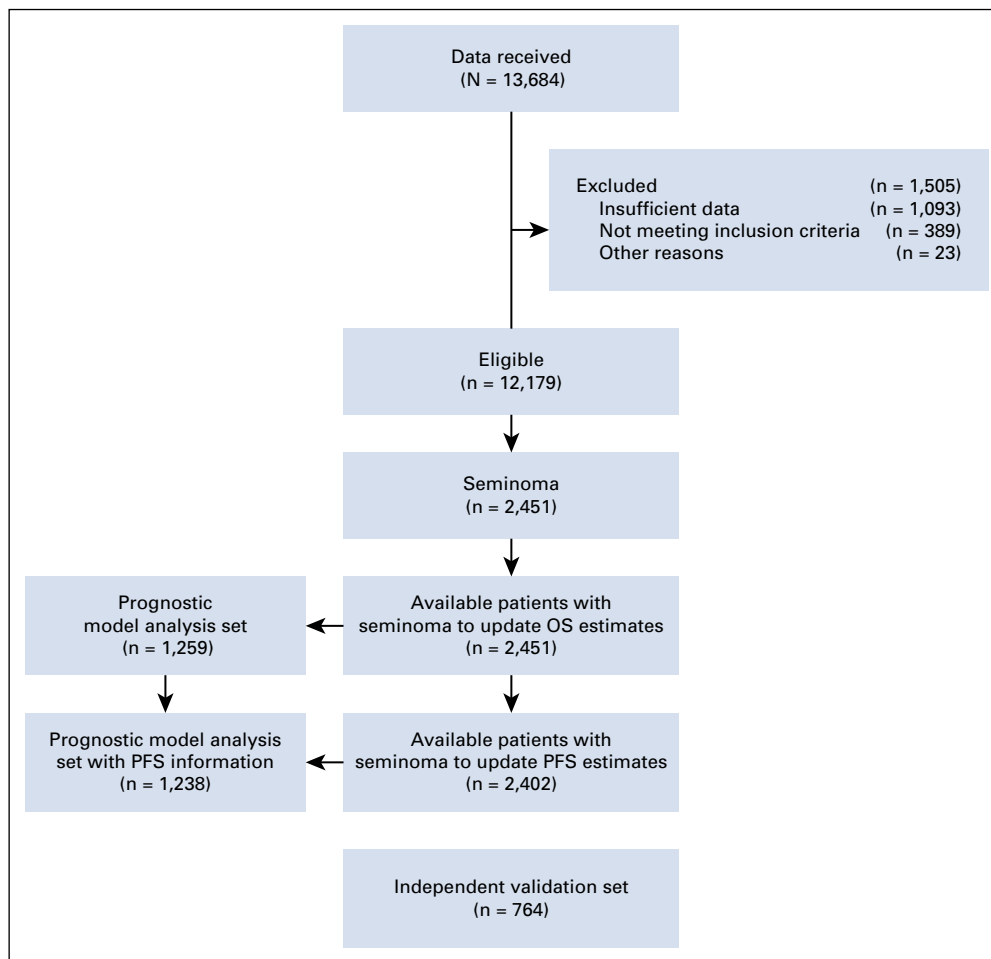 Data received
(N = 13,684)
Excluded (n = 1,505)
Insufficient data (n = 1,093)
Not meeting inclusion criteria (n = 389)
Other reasons (n = 23)
Eligible
(n = 12,179)
Seminoma
(n = 2,451)
Prognostic
model analysis set
(n = 1,259)
Available patients with
seminoma to update OS estimates
(n = 2,451)
Prognostic model analysis
set with PFS information
(n = 1,238)
Available patients with
seminoma to update PFS estimates
(n = 2,402)
Independent validation set
(n = 764)